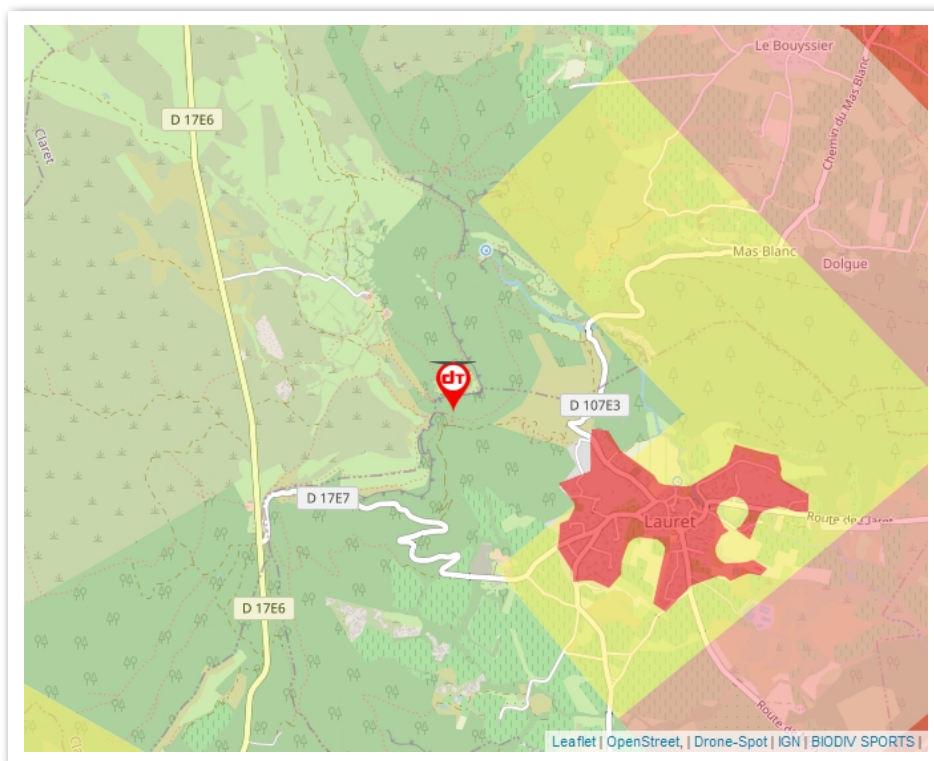 Le Bouyssier
D 17E6
Chemin du Mas Blanc
Claret
Mas Blanc
Dolgue
dT
D 107E3
D 17E7
Lauret
Route de Claret
D 17E6
Route de
Leaflet | OpenStreet, | Drone-Spot | IGN | BIODIV SPORTS |